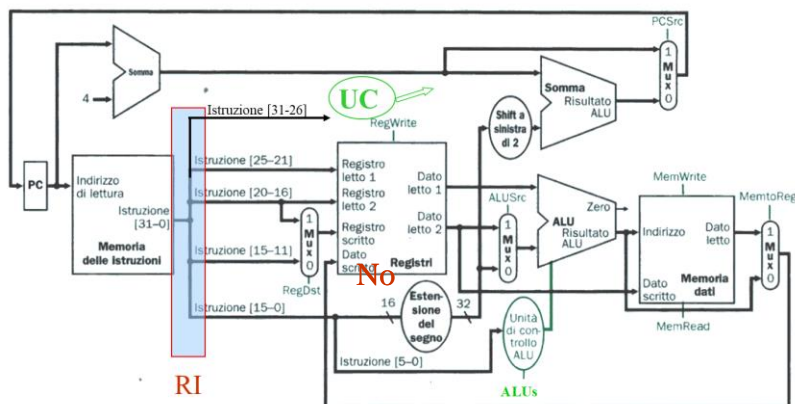 PCSrc
1
Mux
0
Somma
4
Somma
Risultato
ALU
Shift a
sinistra
di 2
Istruzione [31-26]
UC
RegWrite
PC
Indirizzo
di lettura
Istruzione
[31–0]
Memoria
delle istruzioni
Istruzione [25–21]
Istruzione [20–16]
Istruzione [15–11]
Istruzione [15–0]
1
Mux
0
RegDst
Registro
letto 1
Registro
letto 2
Registro
scritto
Dato
scritto
Dato
letto 1
Dato
letto 2
Registri
No
ALUSrc
1
Mux
0
Zero
ALU
Risultato
ALU
MemWrite
Indirizzo
Dato
letto
Dato
scritto
Memoria
dati
MemRead
MemtoReg
1
Mux
0
16
Estensione
del
segno
32
Istruzione [5–0]
Unità
di controllo
ALU
RI
ALUs